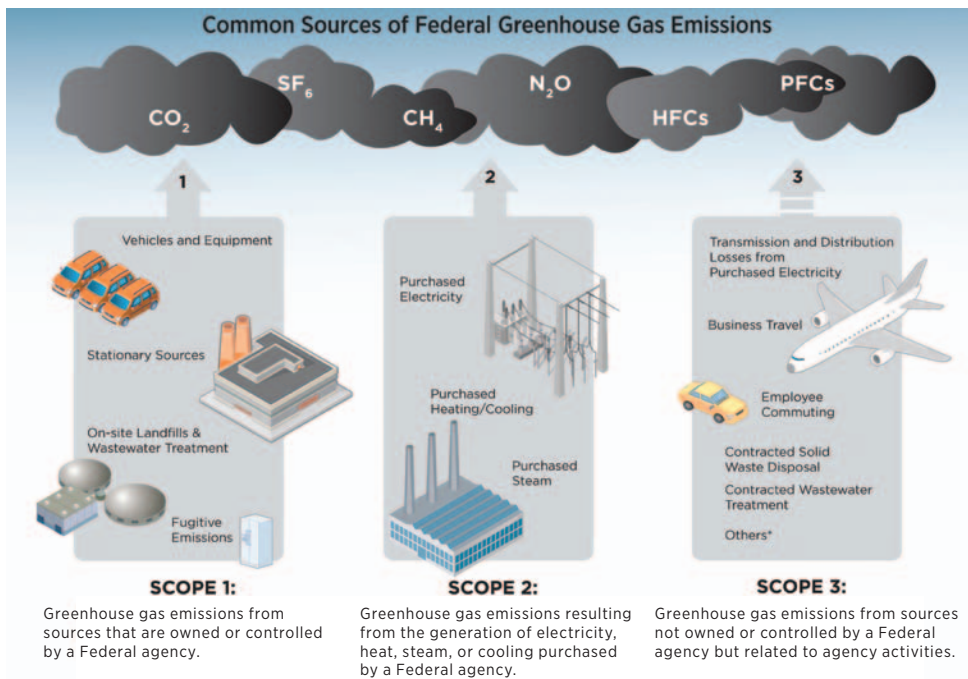 Common Sources of Federal Greenhouse Gas Emissions
SF₆
N₂O
PFCs
CO₂
CH₄
HFCs
1
2
3
Vehicles and Equipment
Stationary Sources
On-site Landfills &
Wastewater Treatment
Fugitive
Emissions
Purchased
Electricity
Purchased
Heating/Cooling
Purchased
Steam
Transmission and Distribution
Losses from
Purchased Electricity
Business Travel
Employee
Commuting
Contracted Solid
Waste Disposal
Contracted Wastewater
Treatment
Others*
SCOPE 1:
Greenhouse gas emissions from
sources that are owned or controlled
by a Federal agency.
SCOPE 2:
Greenhouse gas emissions resulting
from the generation of electricity,
heat, steam, or cooling purchased
by a Federal agency.
SCOPE 3:
Greenhouse gas emissions from sources
not owned or controlled by a Federal
agency but related to agency activities.